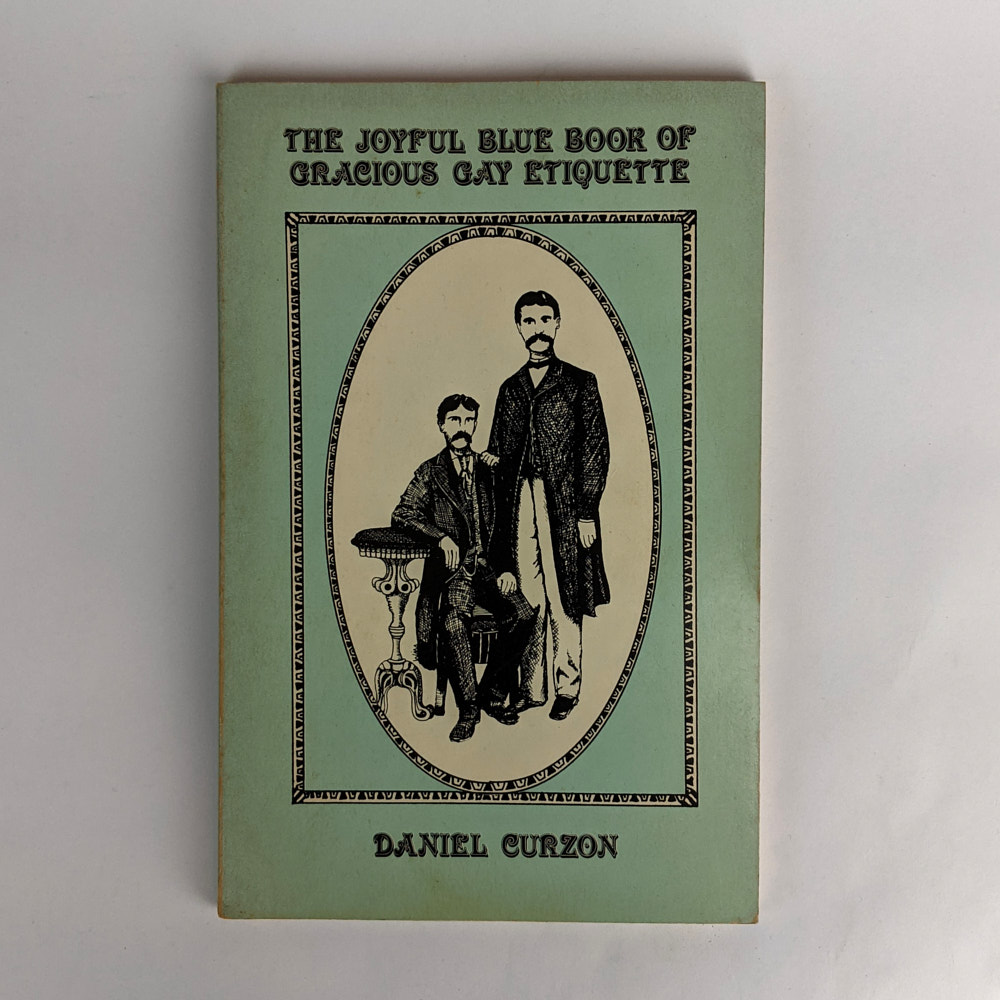 THE JOYFUL BLUE BOOK OF
GRACIOUS GAY ETIQUETTE
DANIEL CURZON